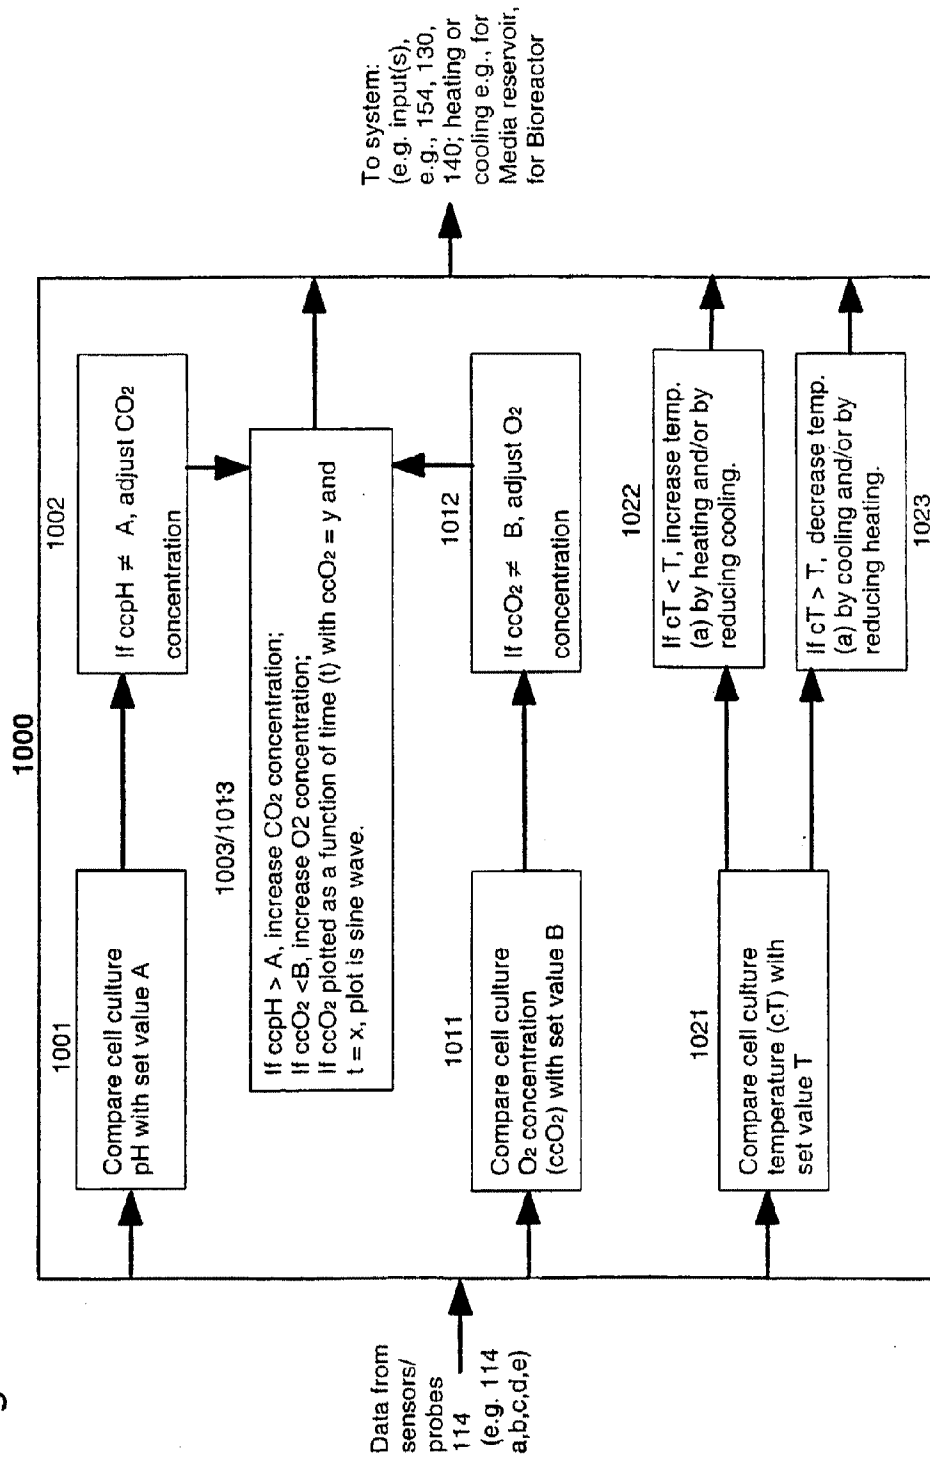 1000
Data from
sensors/
probes
114
(e.g. 114
a,b,c,d,e)
1001
Compare cell culture
pH with set value A
1002
If ccpH ≠ A, adjust CO2
concentration
1003/1013
If ccpH > A, increase CO2 concentration;
If ccO2 <B, increase O2 concentration;
If ccO2 plotted as a function of time (t) with ccO2 = y and
t = x, plot is sine wave.
1011
Compare cell culture
O2 concentration
(ccO2) with set value B
1012
If ccO2 ≠ B, adjust O2
concentration
1021
Compare cell culture
temperature (cT) with
set value T
1022
If cT < T, increase temp.
(a) by heating and/or by
reducing cooling.
If cT > T, decrease temp.
(a) by cooling and/or by
reducing heating.
1023
To system:
(e.g. input(s),
e.g., 154, 130,
140; heating or
cooling e.g., for
Media reservoir,
for Bioreactor